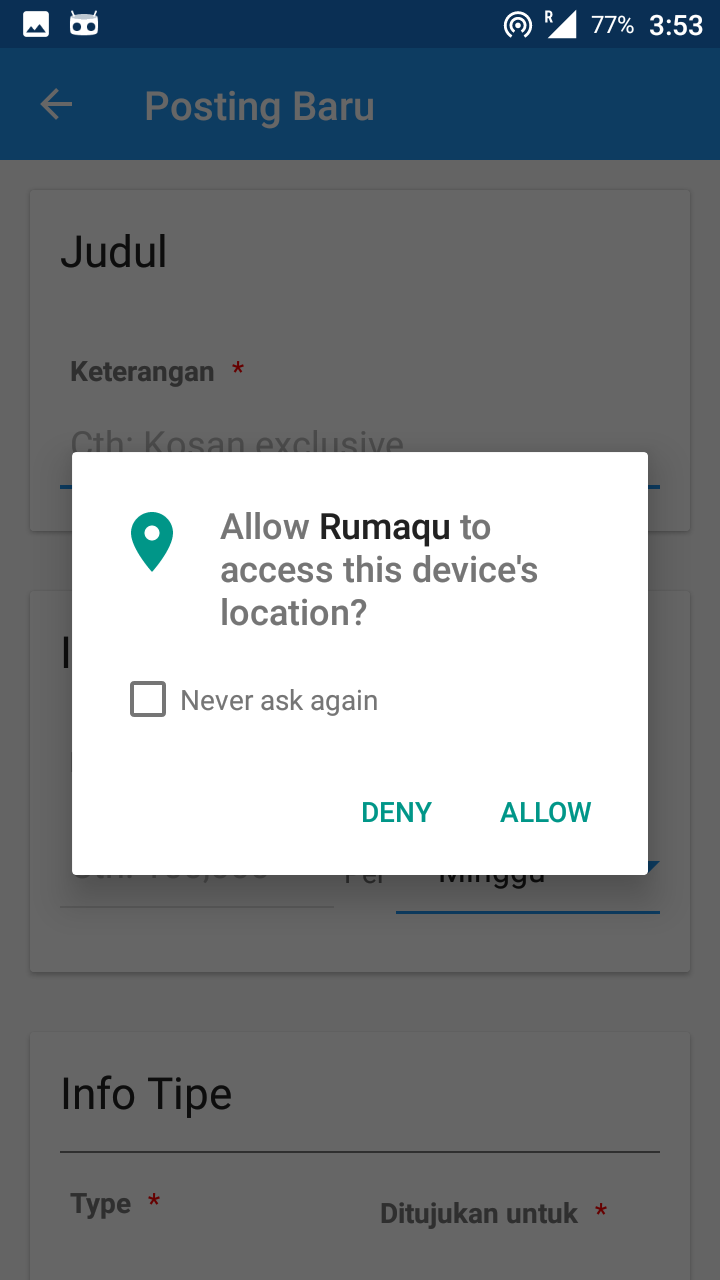 R 77% 3:53
Posting Baru
Judul
Keterangan *
Cth: Kosan exclusive
Allow Rumaqu to
access this device's
location?
Never ask again
DENY ALLOW
Per Minggu
Info Tipe
Type * Ditujukan untuk *